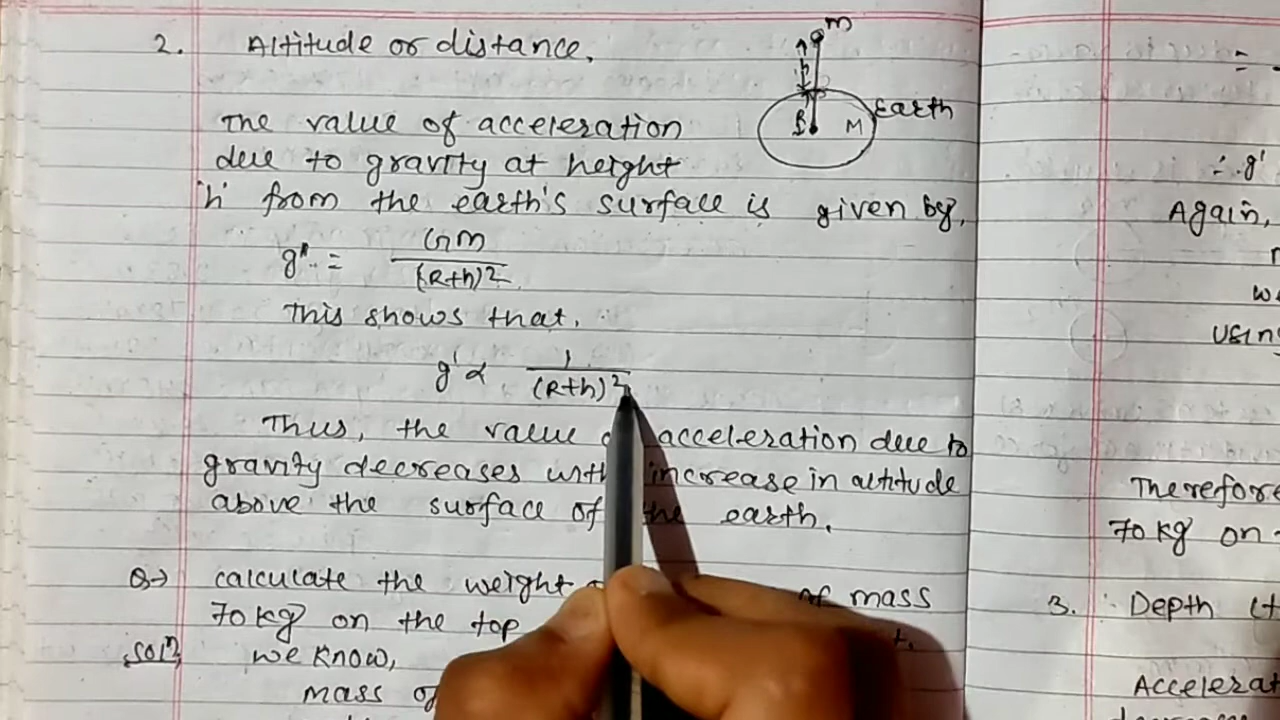 2. Altitude or distance.
m
h
Earth
R M
The value of acceleration
due to gravity at height
'h' from the earth's surface is given by,
g' = GM / (R+h)²
This shows that,
g' ∝ 1 / (R+h)²
Thus, the value acceleration due to
gravity decreases with increase in altitude
above the surface of the earth.
Q→ calculate the weight of mass
70 kg on the top
Solⁿ, we know,
mass of
=
∴ g'
Again,
w
Using
Therefore
70 kg on
3. Depth
Accelerat